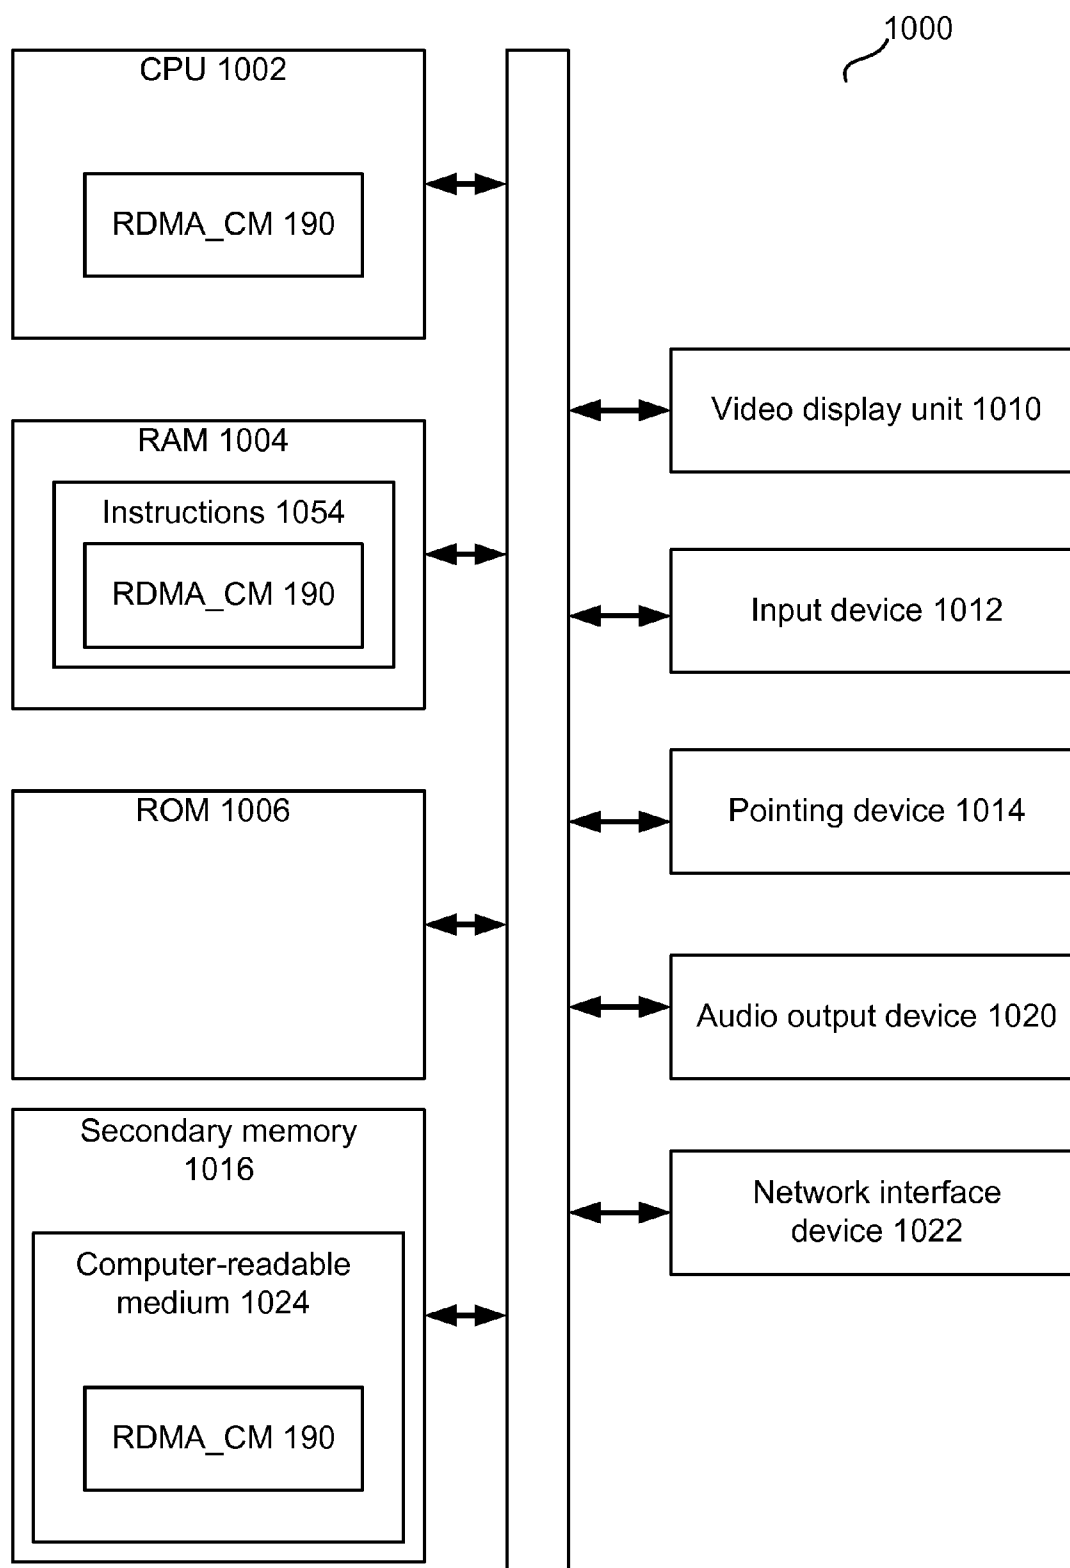 1000
CPU 1002
RDMA_CM 190
RAM 1004
Instructions 1054
RDMA_CM 190
ROM 1006
Secondary memory
1016
Computer-readable
medium 1024
RDMA_CM 190
Video display unit 1010
Input device 1012
Pointing device 1014
Audio output device 1020
Network interface
device 1022